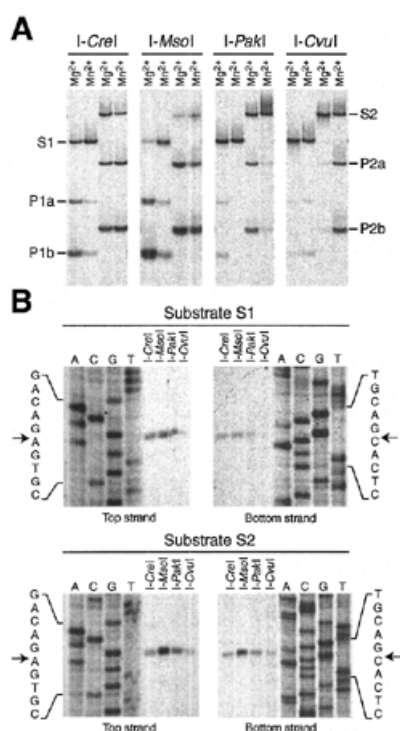 A
I-CreI I-MsoI I-PakI I-CvuI
Mg2+ Mn2+ Mg2+ Mn2+ Mg2+ Mn2+ Mg2+ Mn2+ Mg2+ Mn2+ Mg2+ Mn2+ Mg2+ Mn2+ Mg2+ Mn2+
S2
S1
P2a
P1a
P2b
P1b
B
Substrate S1
I-CreI I-MsoI I-PakI I-CvuI
I-CreI I-MsoI I-PakI I-CvuI
A C G T
A C G T
G
A
C
A
G
A
G
T
G
C
T
G
C
A
G
C
A
C
T
C
Top strand
Bottom strand
Substrate S2
I-CreI I-MsoI I-PakI I-CvuI
I-CreI I-MsoI I-PakI I-CvuI
A C G T
A C G T
G
A
C
A
G
A
G
T
G
C
T
G
C
A
G
C
A
C
T
C
Top strand
Bottom strand